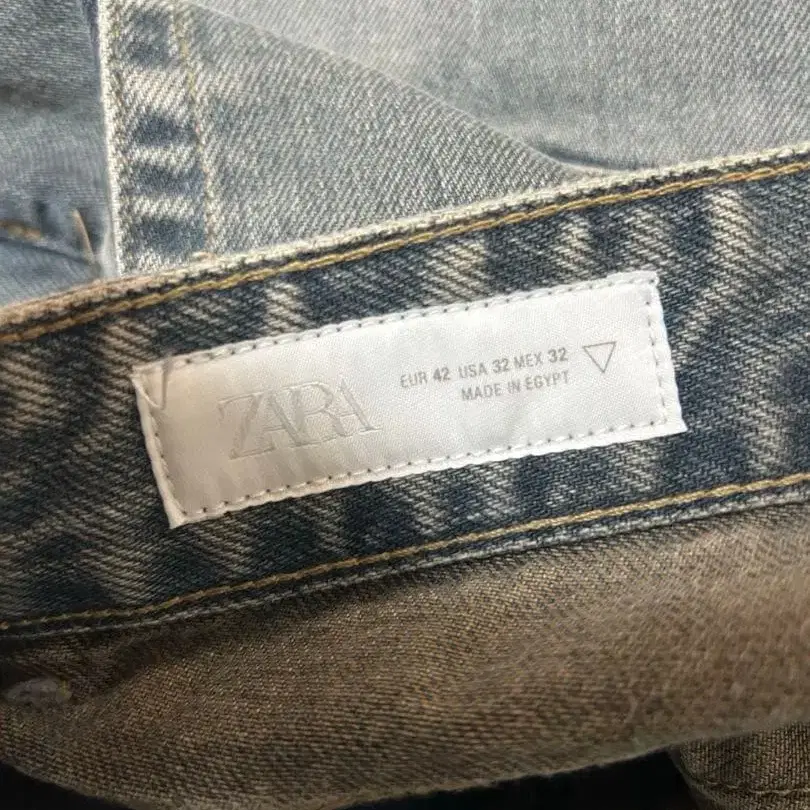 ZARA
EUR 42 USA 32 MEX 32
MADE IN EGYPT